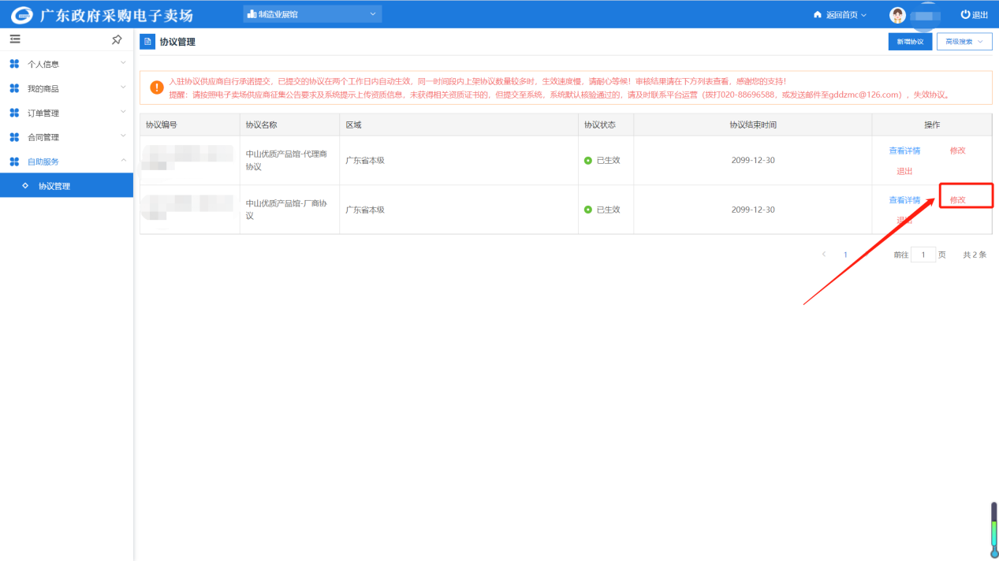 广东政府采购电子卖场
制造业展馆
返回首页
退出
协议管理
新增协议
高级搜索
个人信息
我的商品
订单管理
合同管理
自助服务
协议管理
入驻协议供应商自行承诺提交，已提交的协议在两个工作日内自动生效，同一时间段内上架协议数量较多时，生效速度慢，请耐心等候！审核结果请在下方列表查看，感谢您的支持！
提醒：请按照电子卖场供应商征集公告要求及系统提示上传资质信息，未获得相关资质证书的，但提交至系统，系统默认核验通过的，请及时联系平台运营（拨打020-88696588，或发送邮件至gddzmc@126.com），失效协议。
协议编号 协议名称 区域 协议状态 协议结束时间 操作
中山优质产品馆-代理商
协议
广东省本级 已生效 2099-12-30
查看详情 修改
退出
中山优质产品馆-厂商协
议
广东省本级 已生效 2099-12-30
查看详情 修改
退出
1 前往 1 页 共 2 条